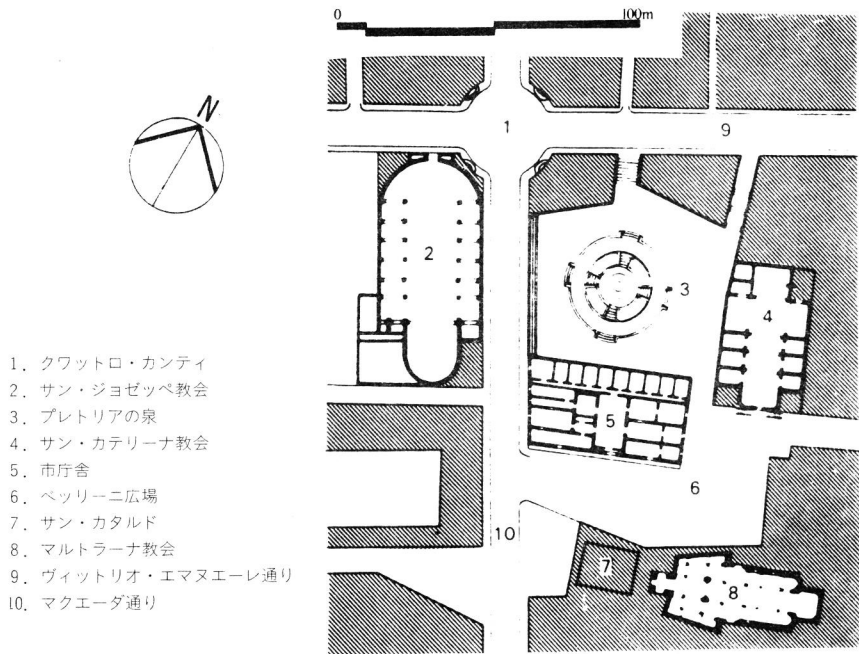 0 100m
N
1 9
2
3
4
5
6
10
7
8
1. クワットロ・カンティ
2. サン・ジョゼッペ教会
3. プレトリアの泉
4. サン・カテリーナ教会
5. 市庁舎
6. ベッリーニ広場
7. サン・カタルド
8. マルトラーナ教会
9. ヴィットリオ・エマヌエーレ通り
10. マクエーダ通り